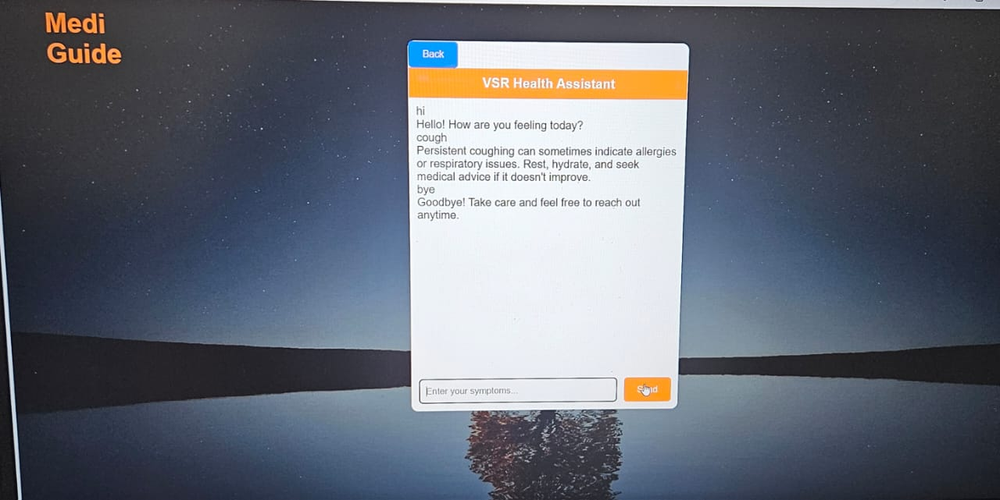 Medi
Guide
Back
VSR Health Assistant
hi
Hello! How are you feeling today?
cough
Persistent coughing can sometimes indicate allergies
or respiratory issues. Rest, hydrate, and seek
medical advice if it doesn't improve.
bye
Goodbye! Take care and feel free to reach out
anytime.
Enter your symptoms...